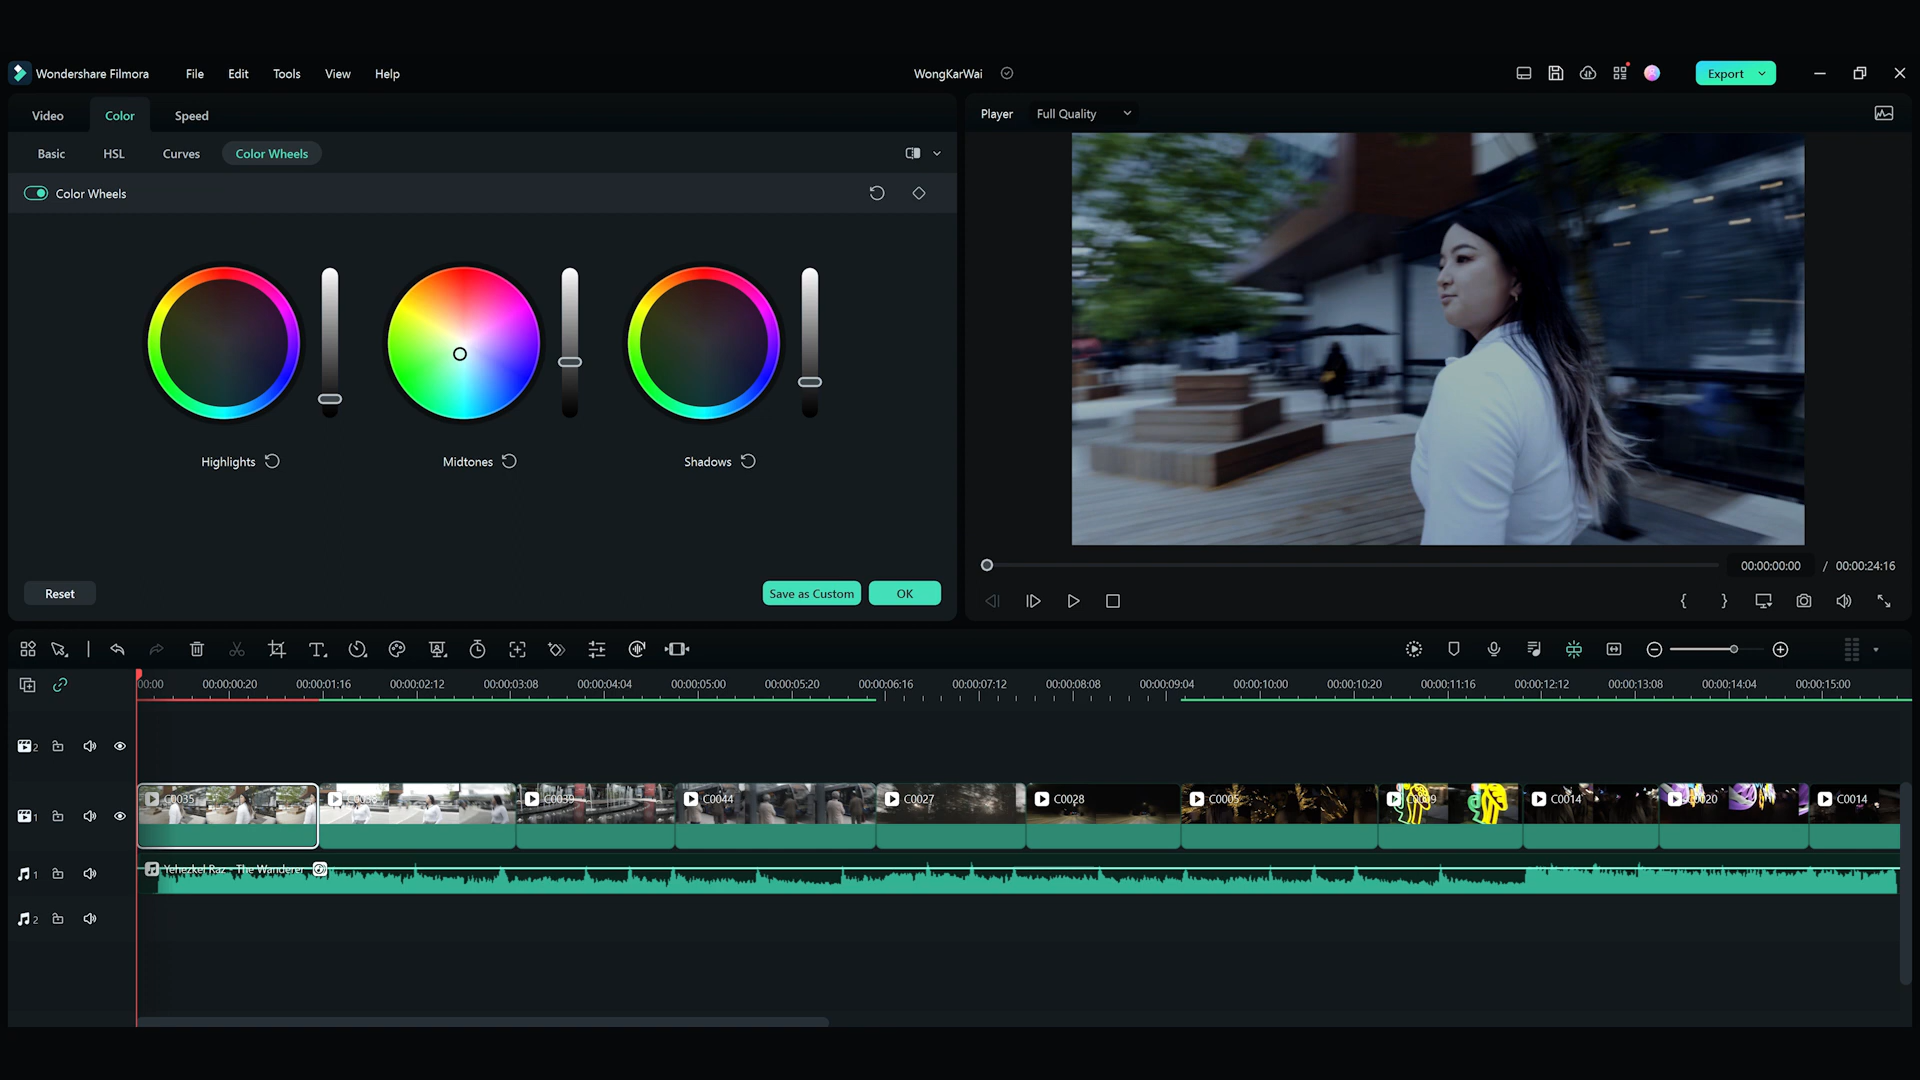 Wondershare Filmora File Edit Tools View Help WongKarWai Export
Video Color Speed
Player Full Quality
Basic HSL Curves Color Wheels
Color Wheels
Highlights Midtones Shadows
Reset Save as Custom OK
00:00:00:00 / 00:00:24:16
00:00 00:00:00:20 00:00:01:16 00:00:02:12 00:00:03:08 00:00:04:04 00:00:05:00 00:00:05:20 00:00:06:16 00:00:07:12 00:00:08:08 00:00:09:04 00:00:10:00 00:00:10:20 00:00:11:16 00:00:12:12 00:00:13:08 00:00:14:04 00:00:15:00
2
C0035 C0039 C0044 C0027 C0028 C0005 C0014 C0014
1
1 Yehezkel Raz - The Wanderer
2